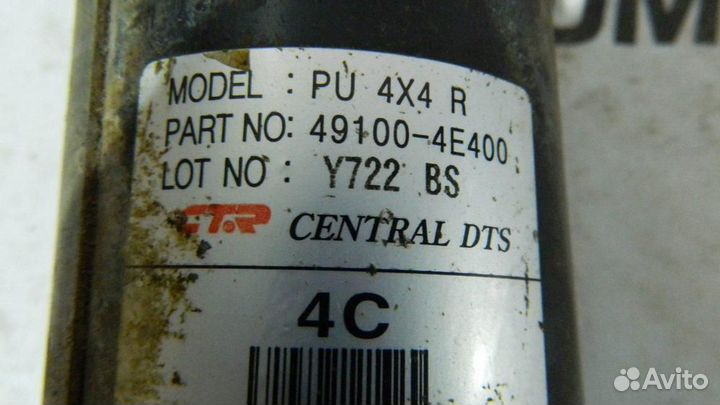 MODEL : PU 4X4 R
PART NO: 49100-4E400
LOT NO : Y722 BS
CTR CENTRAL DTS
4C
Avito